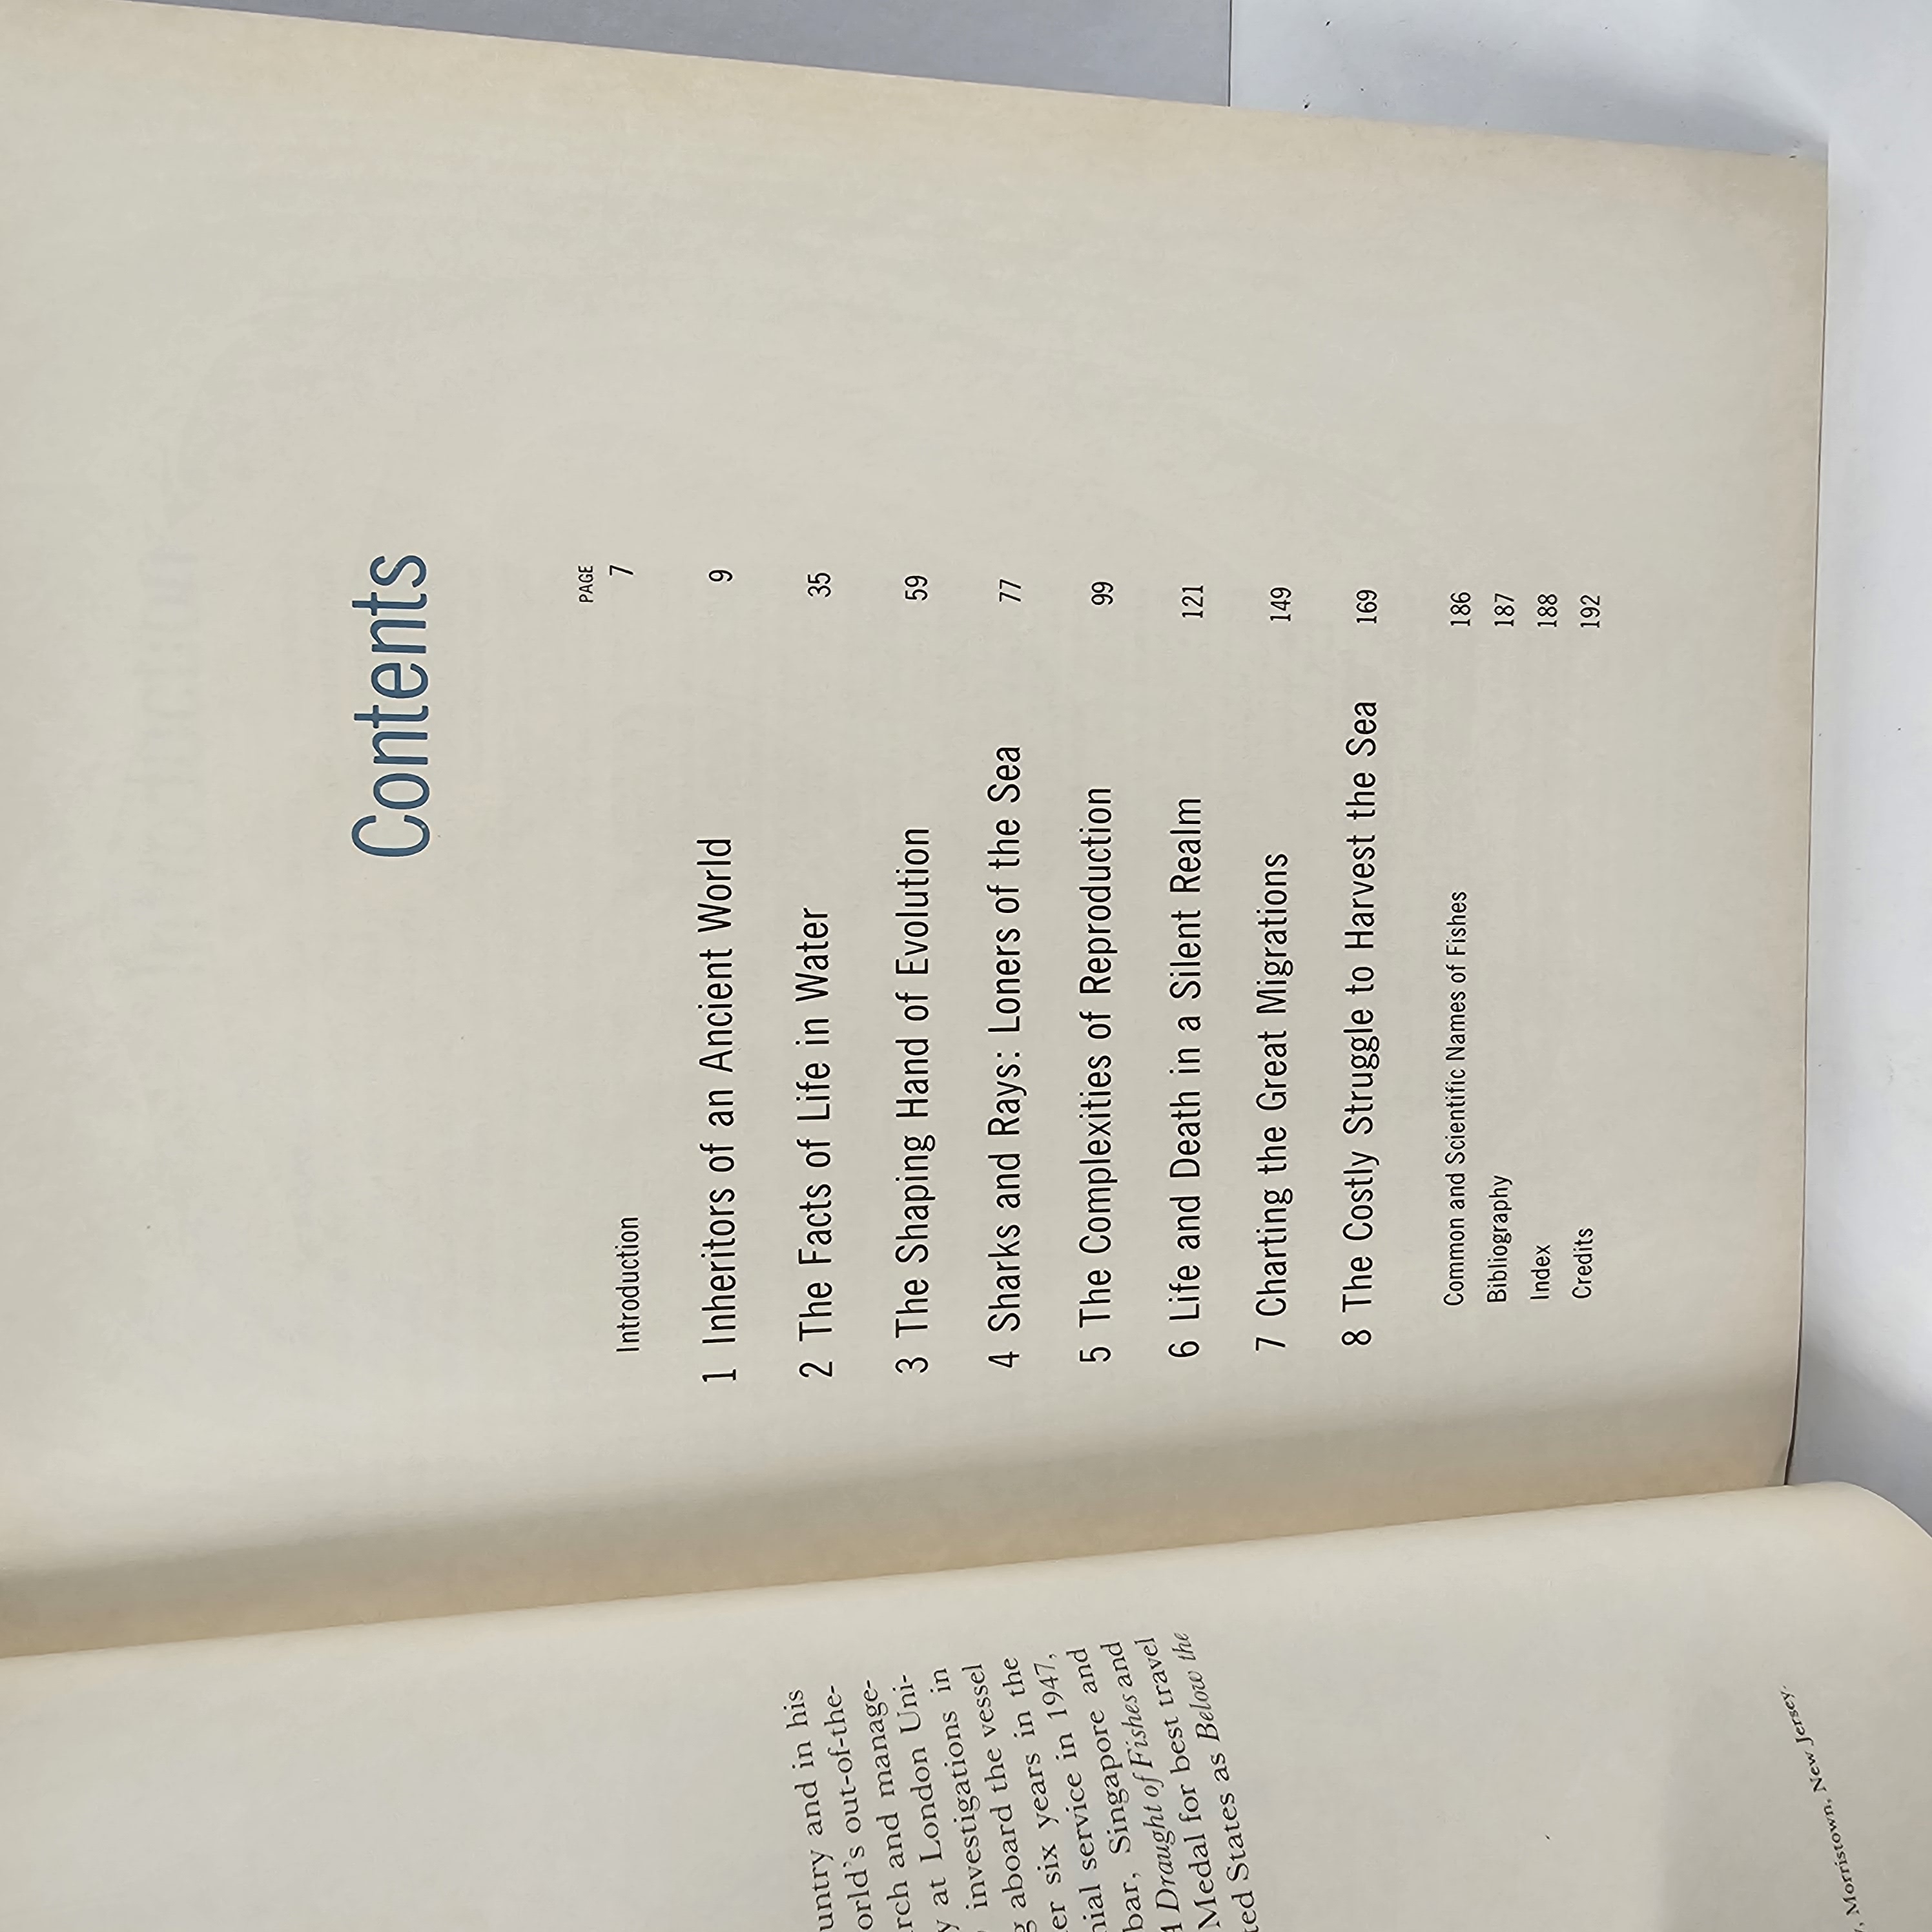 untry and in his
orld's out-of-the-
rch and manage-
y at London Uni-
investigations in
g aboard the vessel
er six years in the
nial service in 1947,
bar, Singapore and
A Draught of Fishes and
Medal for best travel
ted States as Below the
, Morristown, New Jersey.
Contents
PAGE
Introduction 7
1 Inheritors of an Ancient World 9
2 The Facts of Life in Water 35
3 The Shaping Hand of Evolution 59
4 Sharks and Rays: Loners of the Sea 77
5 The Complexities of Reproduction 99
6 Life and Death in a Silent Realm 121
7 Charting the Great Migrations 149
8 The Costly Struggle to Harvest the Sea 169
Common and Scientific Names of Fishes 186
Bibliography 187
Index 188
Credits 192